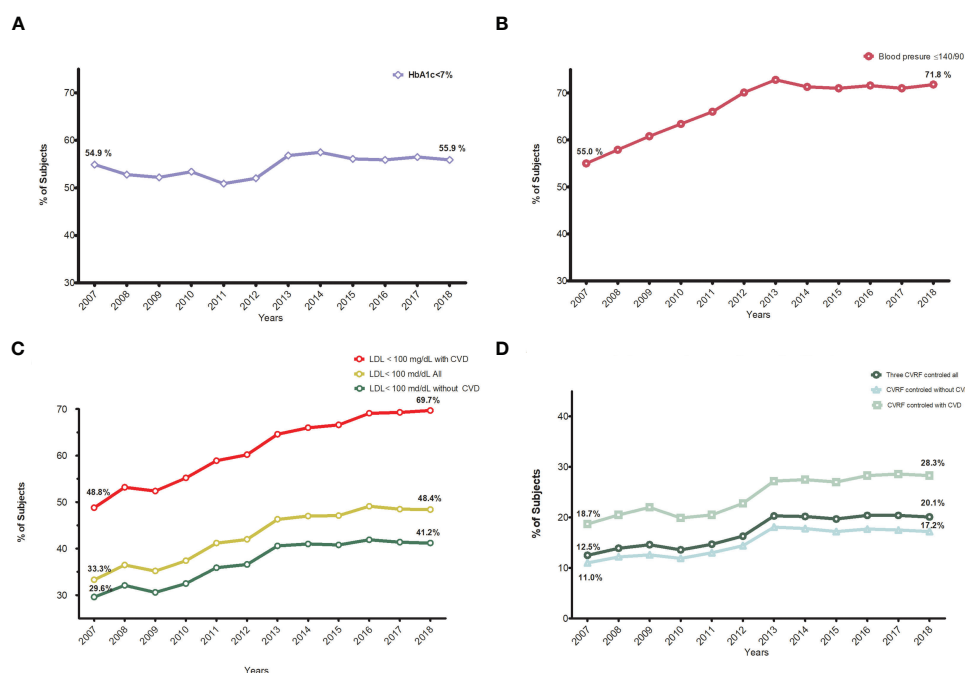 A
HbA1c<7%
% of Subjects
70
60
50
40
30
54.9 %
55.9 %
2007 2008 2009 2010 2011 2012 2013 2014 2015 2016 2017 2018
Years
B
Blood presure ≤140/90
% of Subjects
70
60
50
40
30
55.0 %
71.8 %
2007 2008 2009 2010 2011 2012 2013 2014 2015 2016 2017 2018
Years
C
LDL < 100 mg/dL with CVD
LDL< 100 md/dL All
LDL< 100 md/dL without CVD
% of Subjects
70
60
50
40
30
69.7%
48.8%
48.4%
41.2%
33.3%
29.6%
2007 2008 2009 2010 2011 2012 2013 2014 2015 2016 2017 2018
Years
D
Three CVRF controled all
CVRF controled without CV
CVRF controled with CVD
% of Subjects
40
30
20
10
0
28.3%
18.7%
20.1%
17.2%
12.5%
11.0%
2007 2008 2009 2010 2011 2012 2013 2014 2015 2016 2017 2018
Years